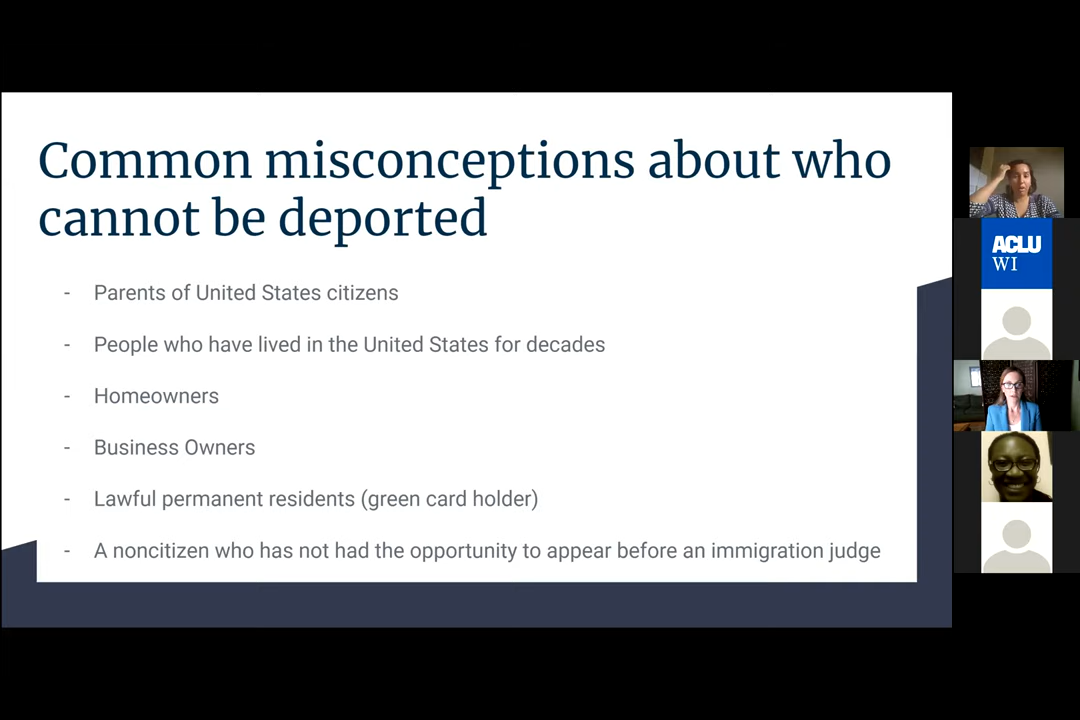 Common misconceptions about who
cannot be deported
- Parents of United States citizens
- People who have lived in the United States for decades
- Homeowners
- Business Owners
- Lawful permanent residents (green card holder)
- A noncitizen who has not had the opportunity to appear before an immigration judge
ACLU
WI